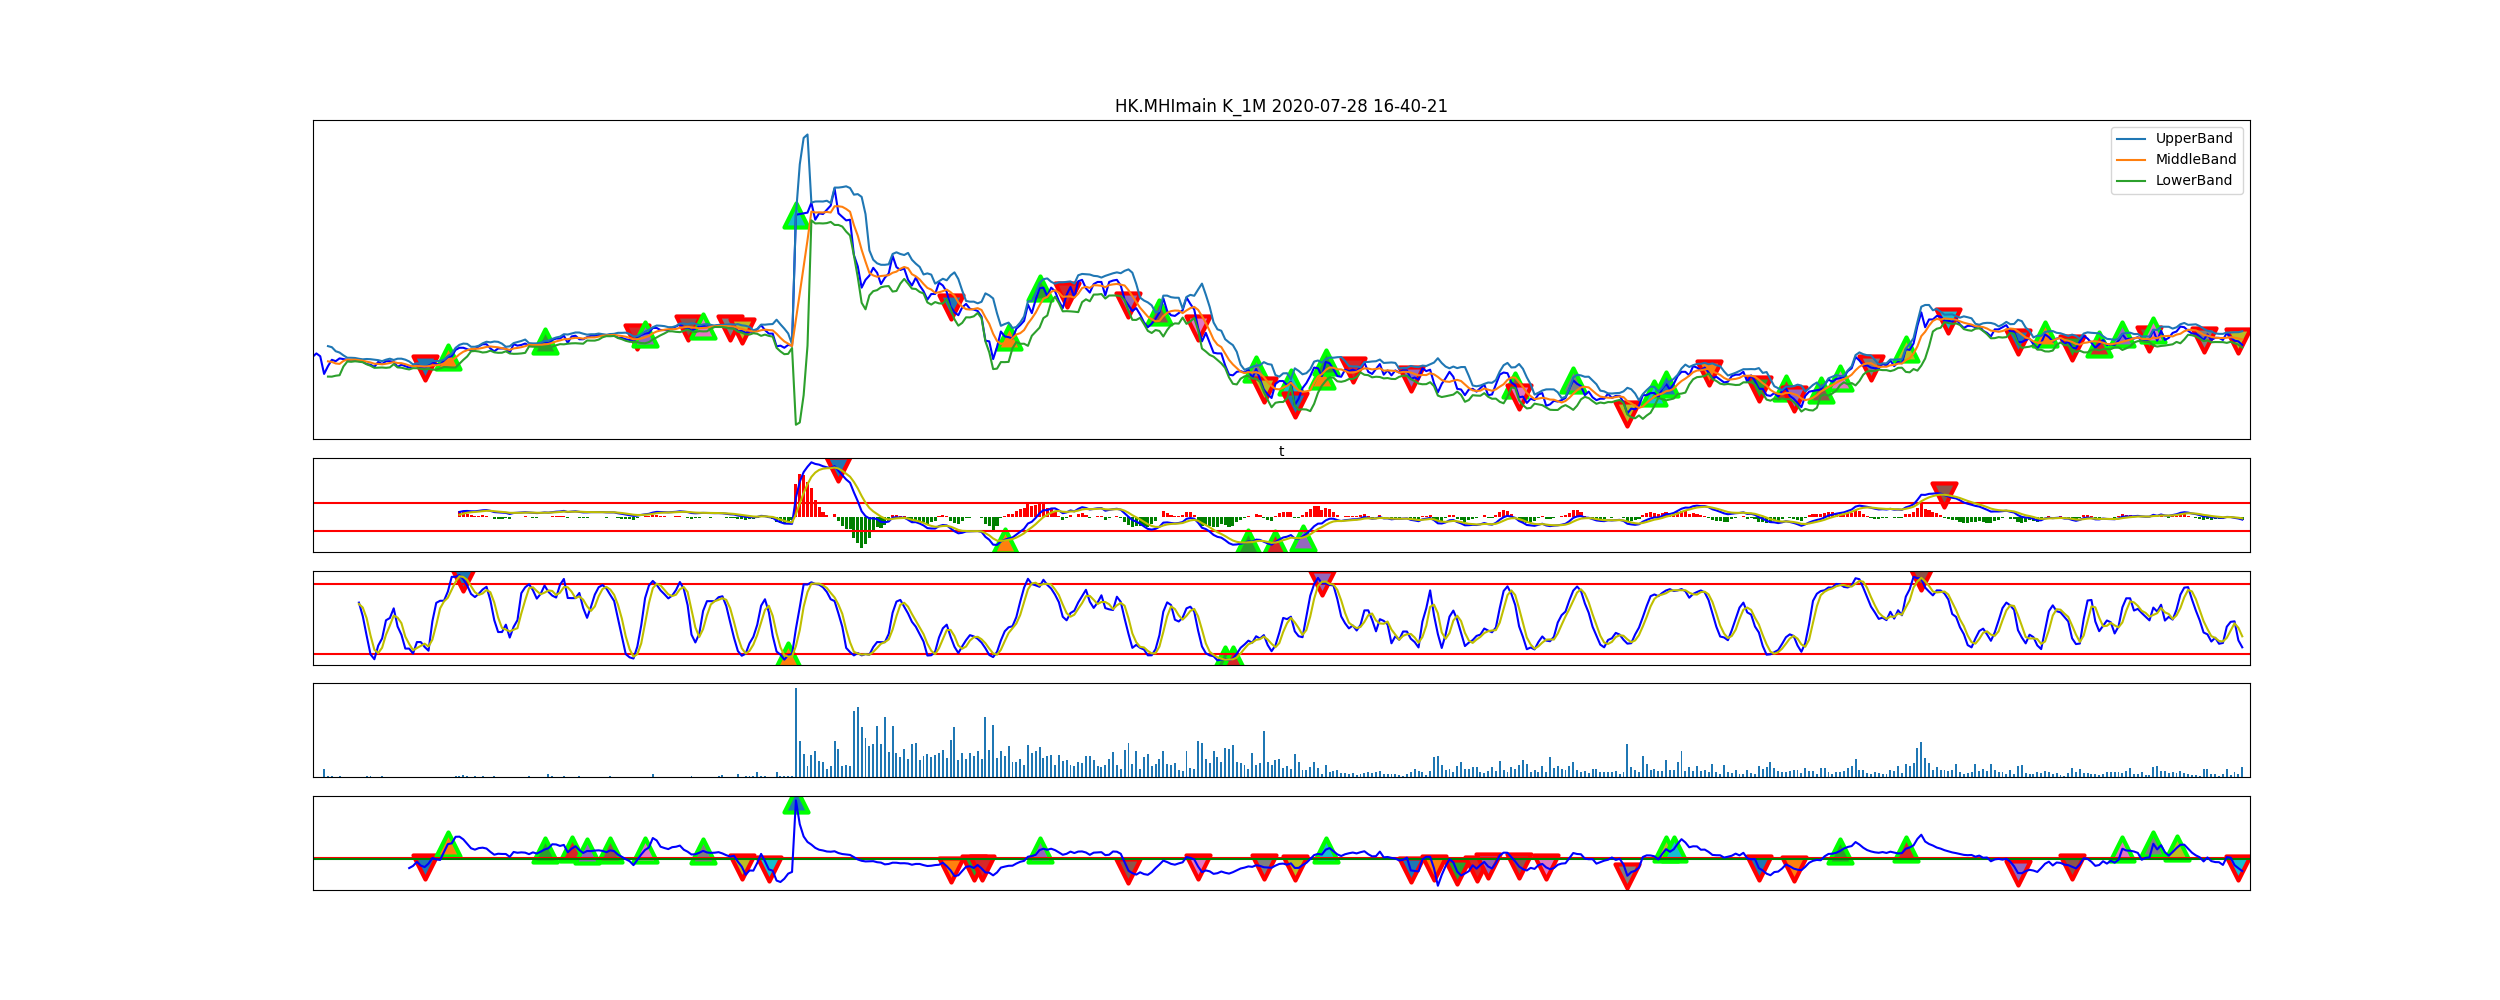 HK.MHImain K_1M 2020-07-28 16-40-21
UpperBand
MiddleBand
LowerBand
t